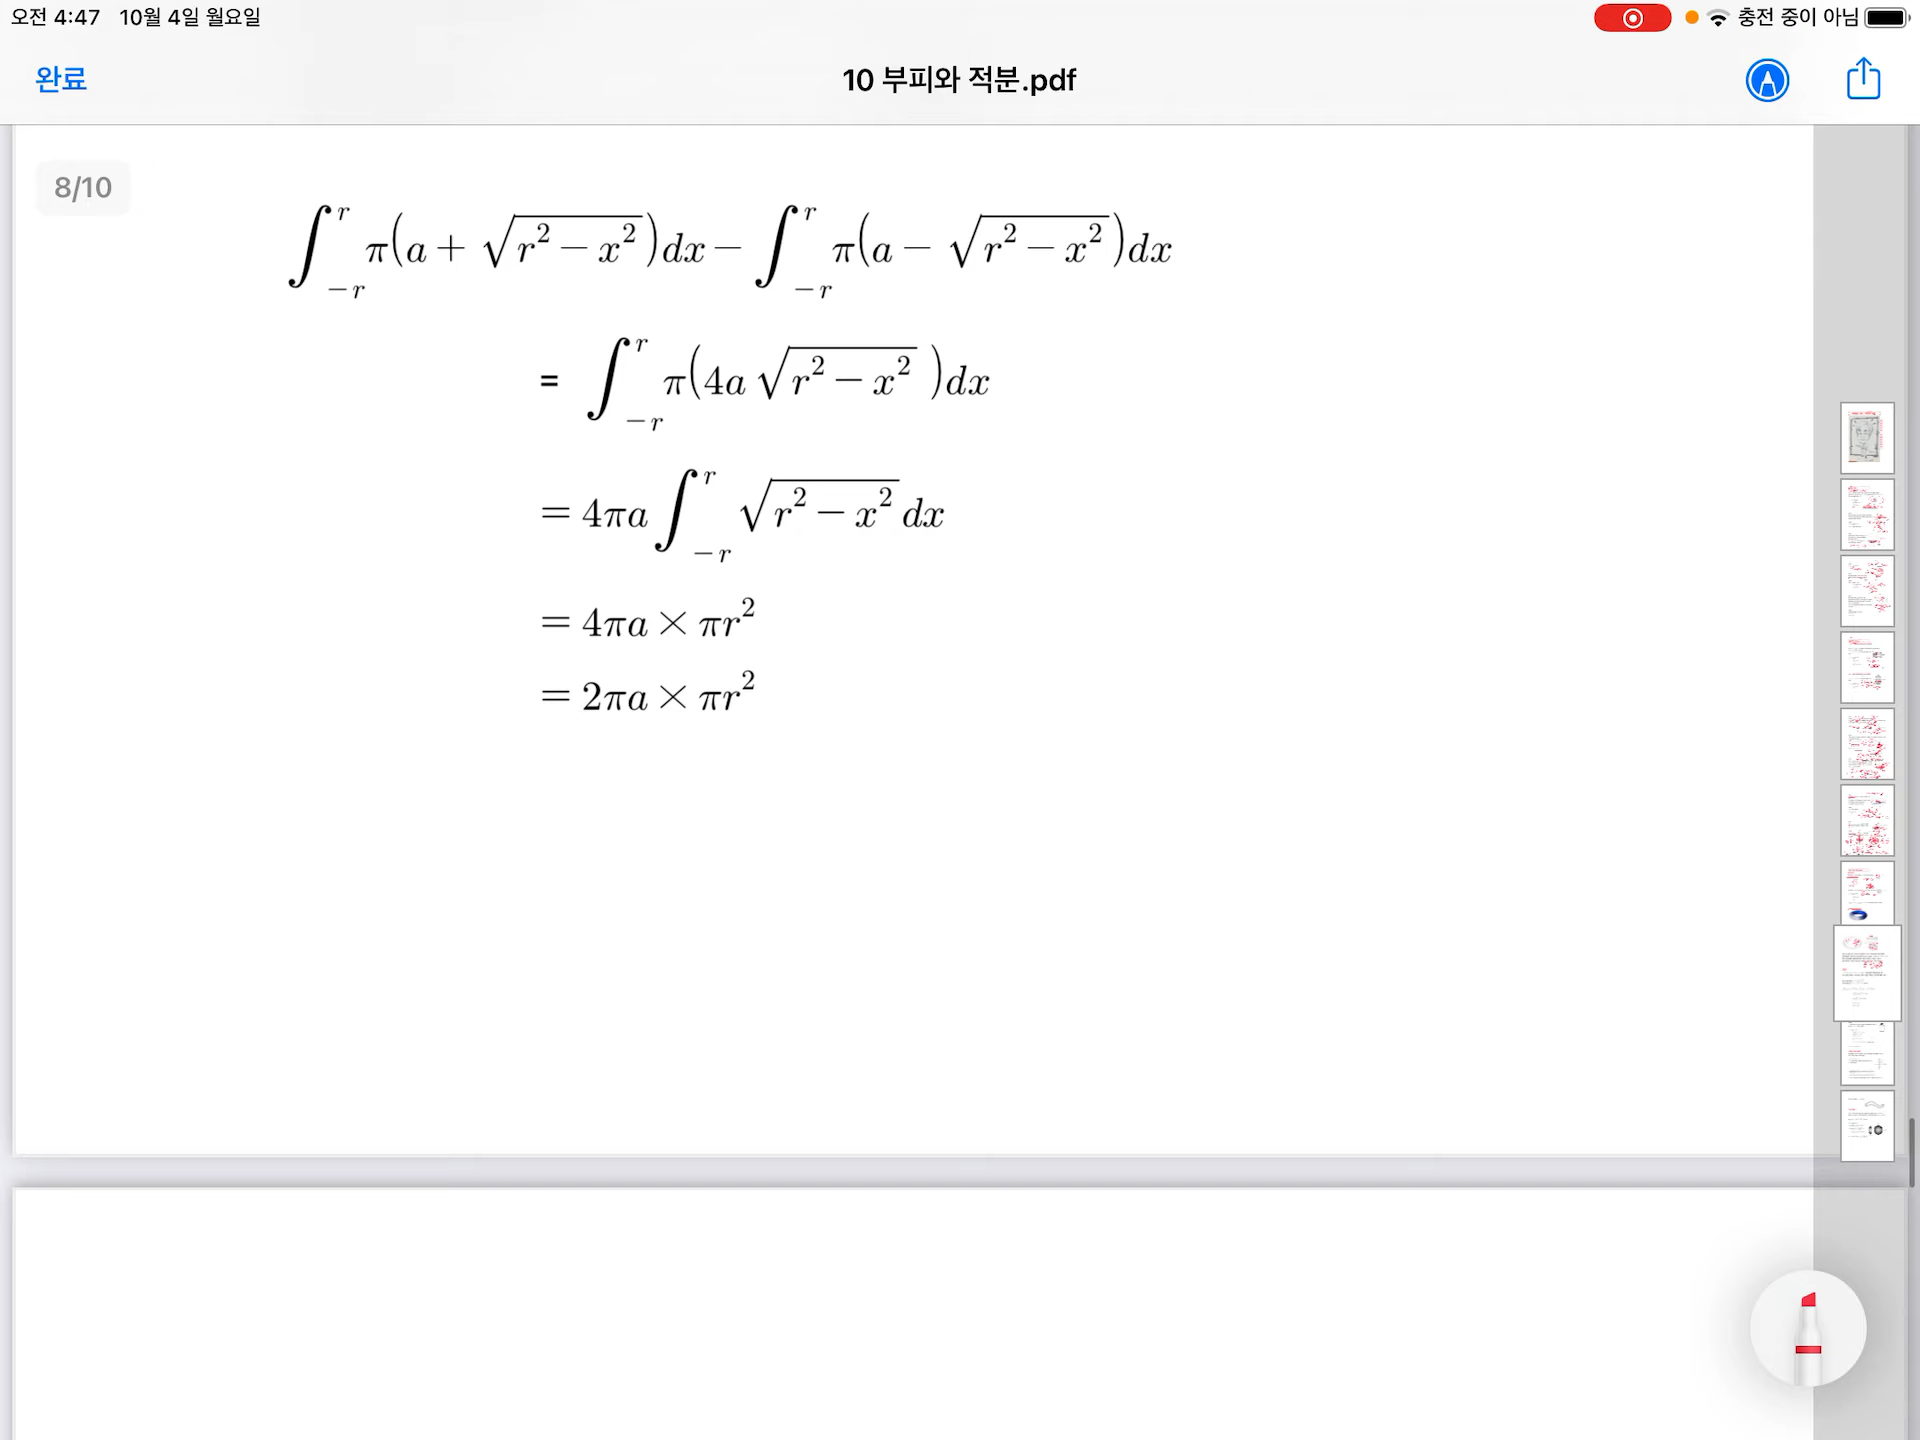 오전 4:47 10월 4일 월요일 충전 중이 아님
완료 10 부피와 적분.pdf
8/10
∫_{-r}^{r} π(a + √(r² − x²))dx − ∫_{-r}^{r} π(a − √(r² − x²))dx
= ∫_{-r}^{r} π(4a √(r² − x²) )dx
= 4πa ∫_{-r}^{r} √(r² − x²) dx
= 4πa × πr²
= 2πa × πr²